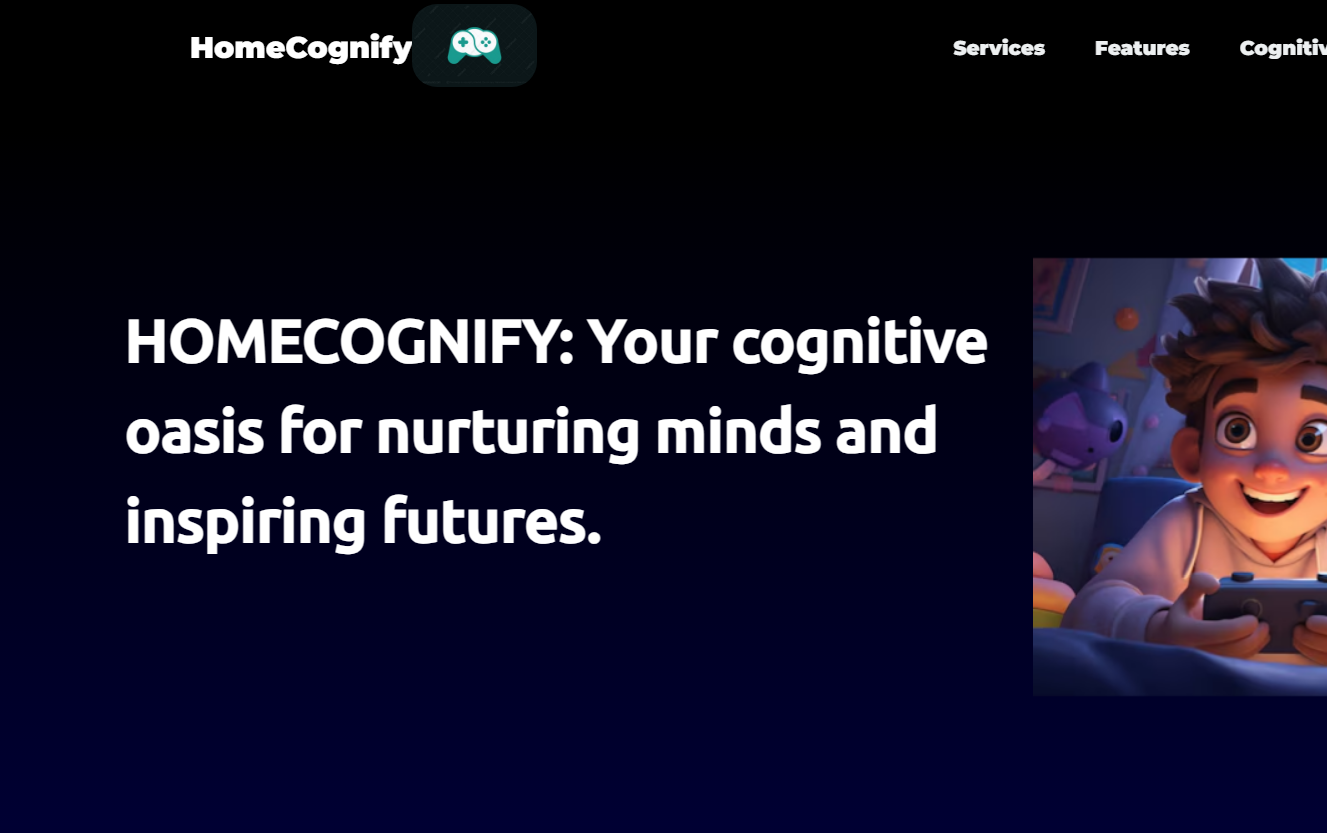 HomeCognify
Services Features
HOMECOGNIFY: Your cognitive
oasis for nurturing minds and
inspiring futures.